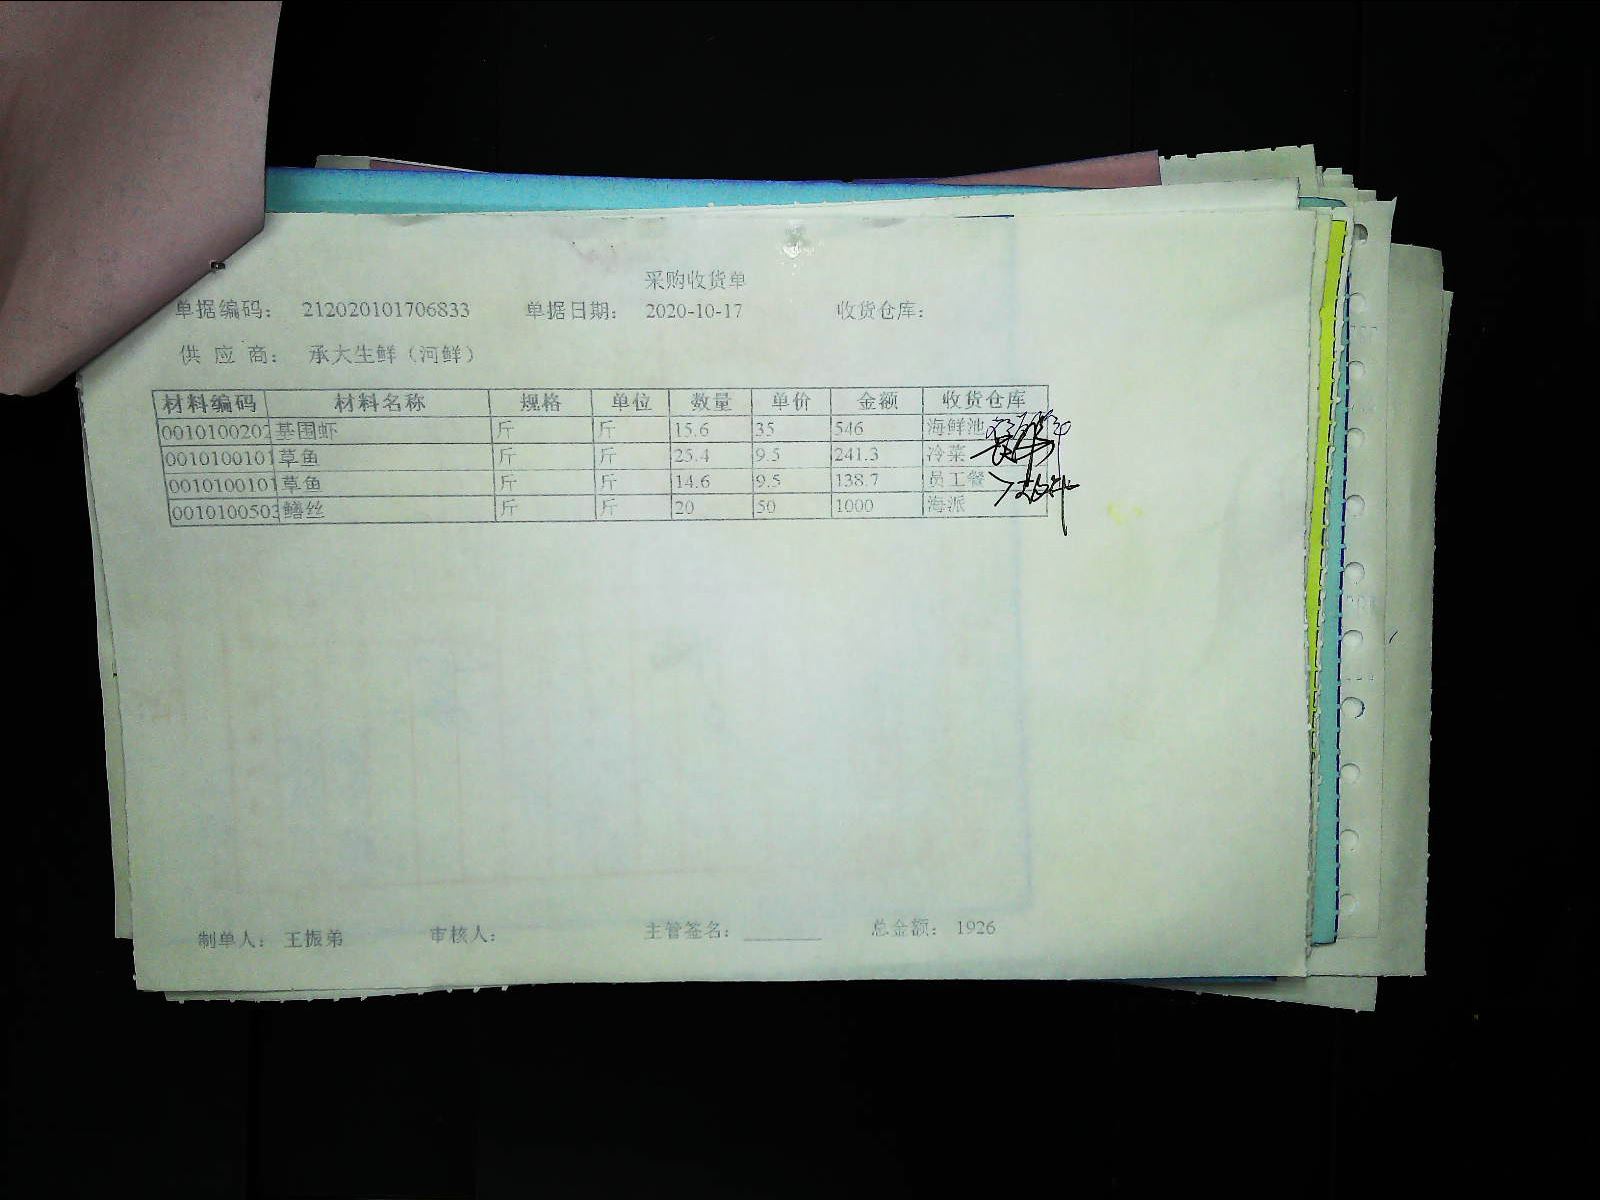 采购收货单
单据编码： 212020101706833 单据日期： 2020-10-17 收货仓库：
供 应 商： 承大生鲜（河鲜）
材料编码 材料名称 规格 单位 数量 单价 金额 收货仓库
0010100202 基围虾 斤 斤 15.6 35 546 海鲜池
0010100101 草鱼 斤 斤 25.4 9.5 241.3 冷菜
0010100101 草鱼 斤 斤 14.6 9.5 138.7 员工餐
0010100503 鳝丝 斤 斤 20 50 1000 海派
制单人： 王振弟 审核人： 主管签名： 总金额： 1926